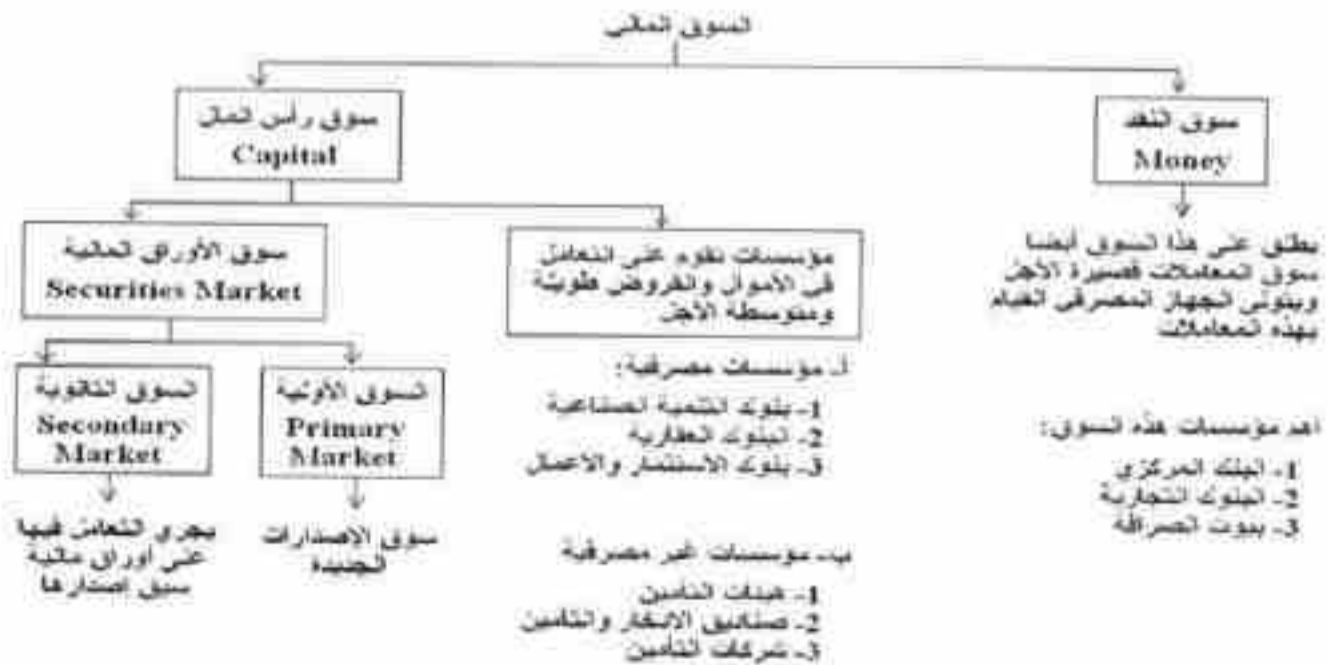 السوق المالي
سوق النقد
Money
يطلق على هذا السوق أيضا
سوق المعاملات قصيرة الأجل
ويتولى الجهاز المصرفي القيام
بهذه المعاملات
أهم مؤسسات هذه السوق:
1- البنك المركزي
2- البنوك التجارية
3- بيوت الصرافة
سوق رأس المال
Capital
مؤسسات تقوم على التعامل
في الأموال والقروض طويلة
ومتوسطة الأجل
أ- مؤسسات مصرفية:
1- بنوك التنمية الصناعية
2- البنوك العقارية
3- بنوك الاستثمار والأعمال
ب- مؤسسات غير مصرفية
1- هيئات التأمين
2- صناديق الادخار والتأمين
3- شركات التأمين
سوق الأوراق المالية
Securities Market
السوق الأولية
Primary
Market
سوق الاصدارات
الجديدة
السوق الثانوية
Secondary
Market
يجري التعامل فيها
على أوراق مالية
سبق إصدارها